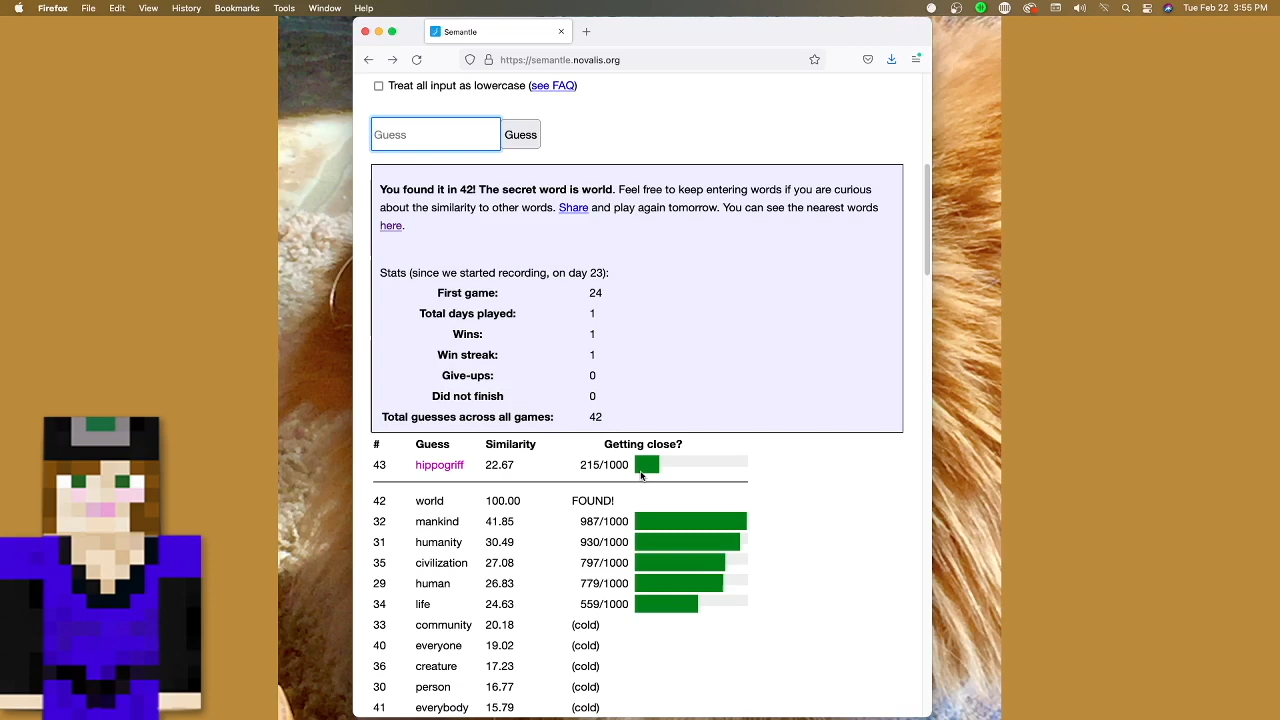 Firefox File Edit View History Bookmarks Tools Window Help Tue Feb 22 3:55 PM
Semantle
https://semantle.novalis.org
Treat all input as lowercase (see FAQ)
Guess Guess
You found it in 42! The secret word is world. Feel free to keep entering words if you are curious
about the similarity to other words. Share and play again tomorrow. You can see the nearest words
here.
Stats (since we started recording, on day 23):
First game: 24
Total days played: 1
Wins: 1
Win streak: 1
Give-ups: 0
Did not finish 0
Total guesses across all games: 42
# Guess Similarity Getting close?
43 hippogriff 22.67 215/1000
42 world 100.00 FOUND!
32 mankind 41.85 987/1000
31 humanity 30.49 930/1000
35 civilization 27.08 797/1000
29 human 26.83 779/1000
34 life 24.63 559/1000
33 community 20.18 (cold)
40 everyone 19.02 (cold)
36 creature 17.23 (cold)
30 person 16.77 (cold)
41 everybody 15.79 (cold)